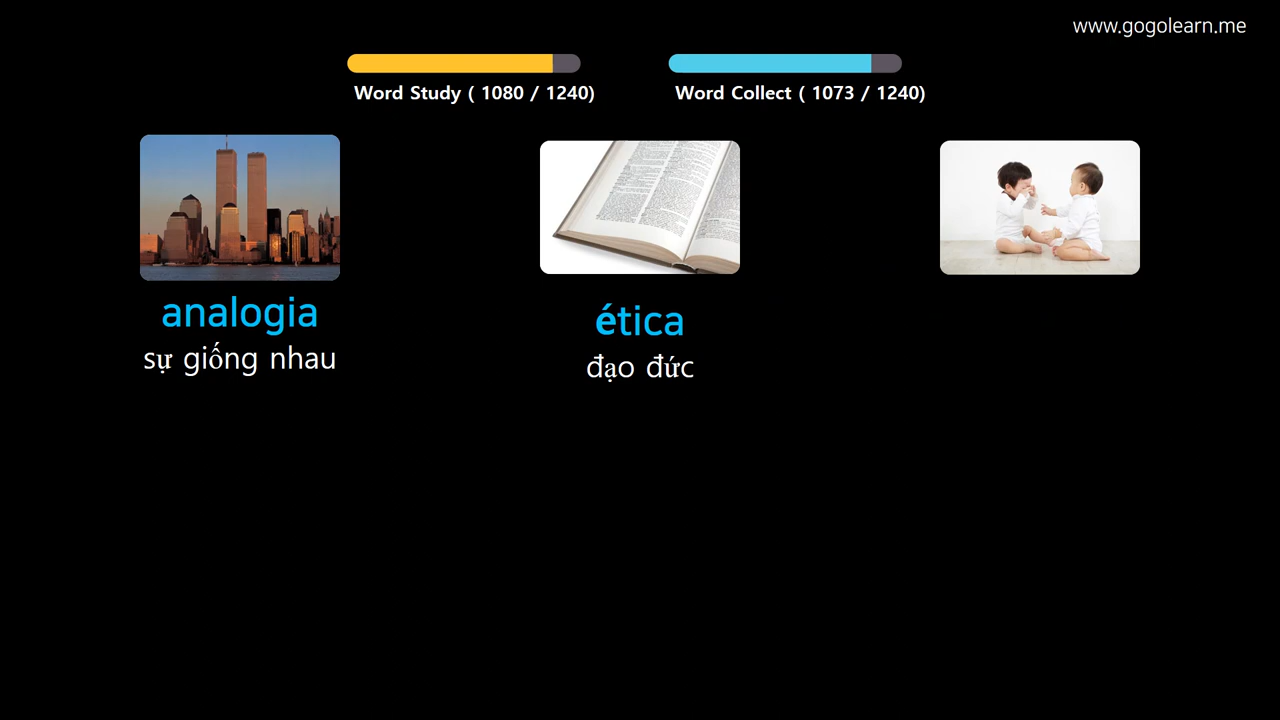 www.gogolearn.me
Word Study ( 1080 / 1240)
Word Collect ( 1073 / 1240)
analogia
sự giống nhau
ética
đạo đức